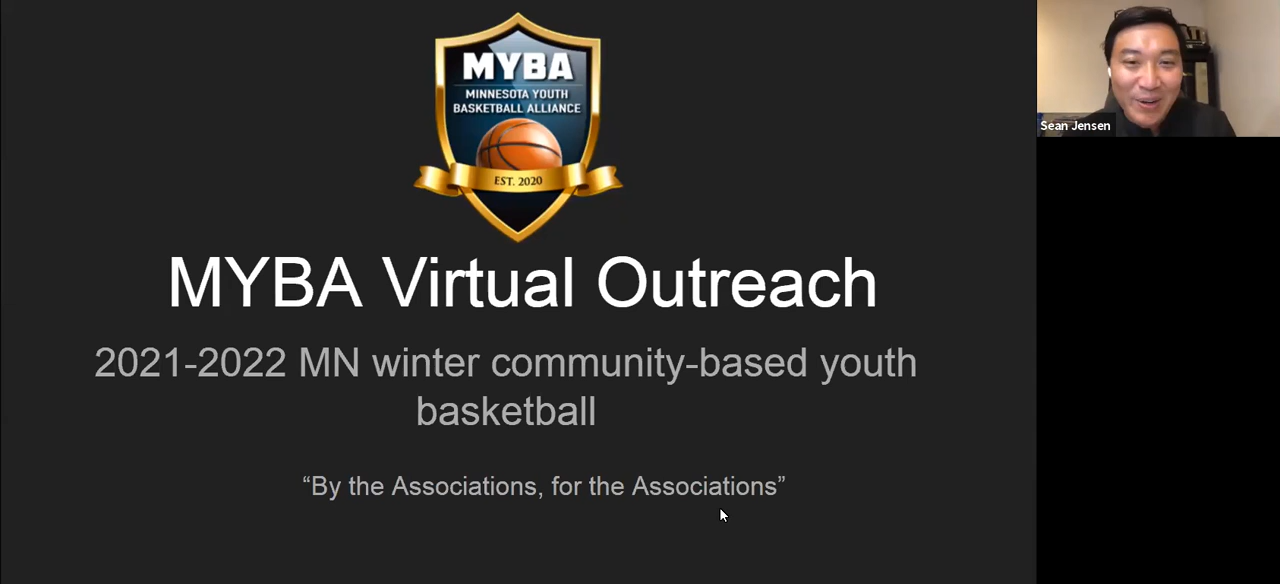 MYBA
MINNESOTA YOUTH
BASKETBALL ALLIANCE
EST. 2020
MYBA Virtual Outreach
2021-2022 MN winter community-based youth
basketball
“By the Associations, for the Associations”
Sean Jensen